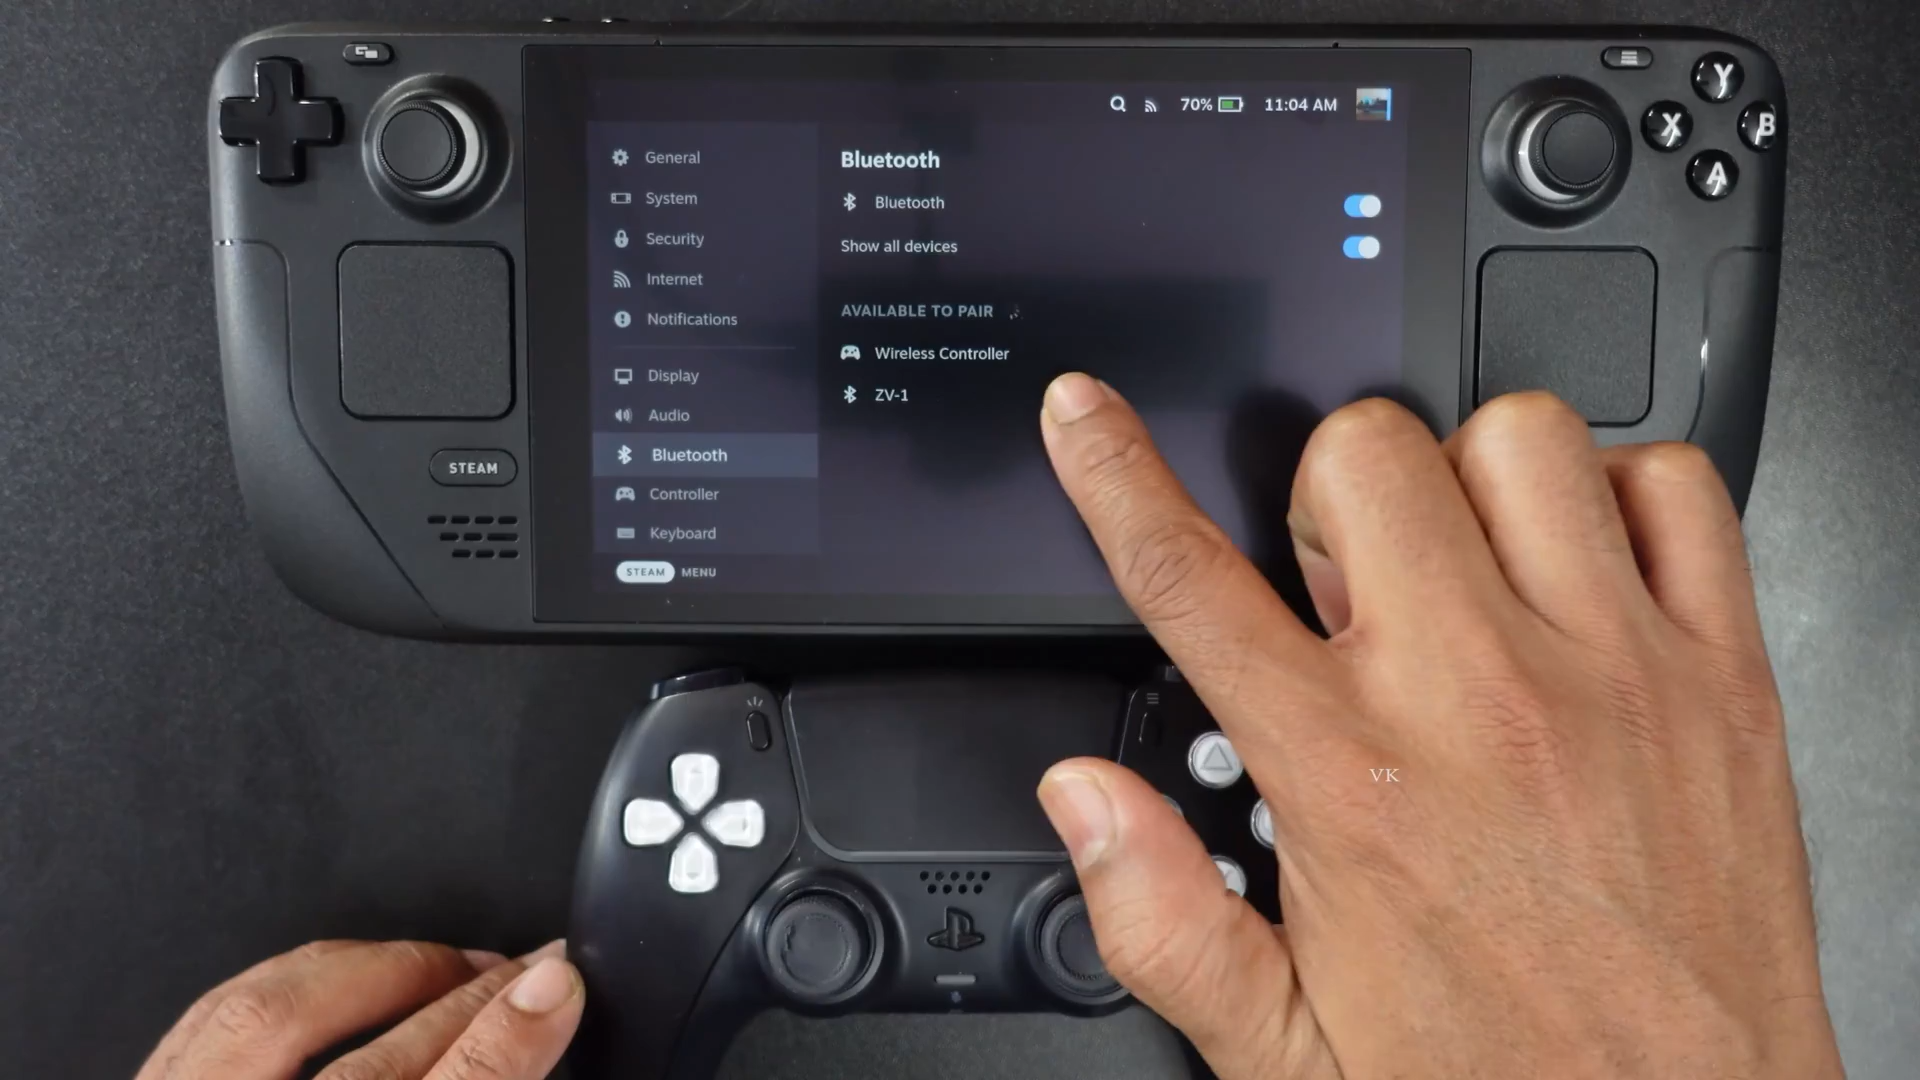 70%
11:04 AM
General
System
Security
Internet
Notifications
Display
Audio
Bluetooth
Controller
Keyboard
STEAM MENU
Bluetooth
Bluetooth
Show all devices
AVAILABLE TO PAIR
Wireless Controller
ZV-1
STEAM
Y
X
B
A
VK